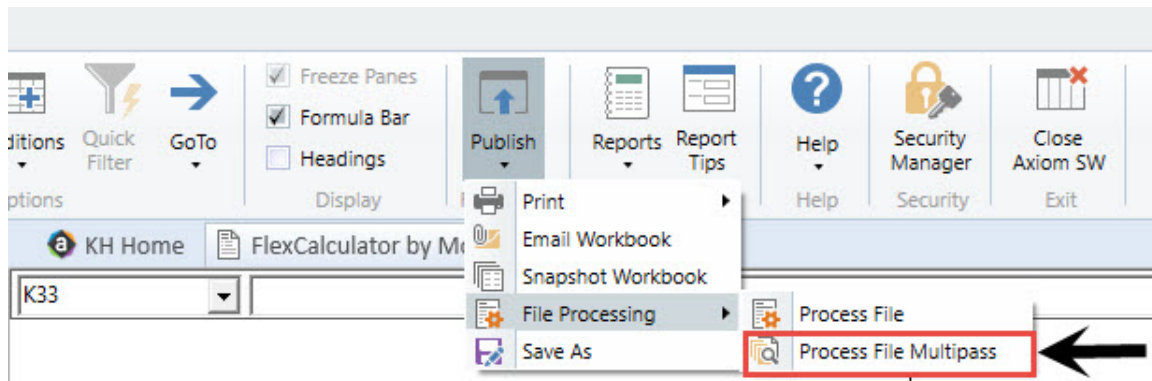 Freeze Panes
Formula Bar
Headings
Quick
Filter
GoTo
Display
Publish
Reports
Report
Tips
Help
Help
Security
Manager
Security
Close
Axiom SW
Exit
KH Home
FlexCalculator by
K33
Print
Email Workbook
Snapshot Workbook
File Processing
Save As
Process File
Process File Multipass